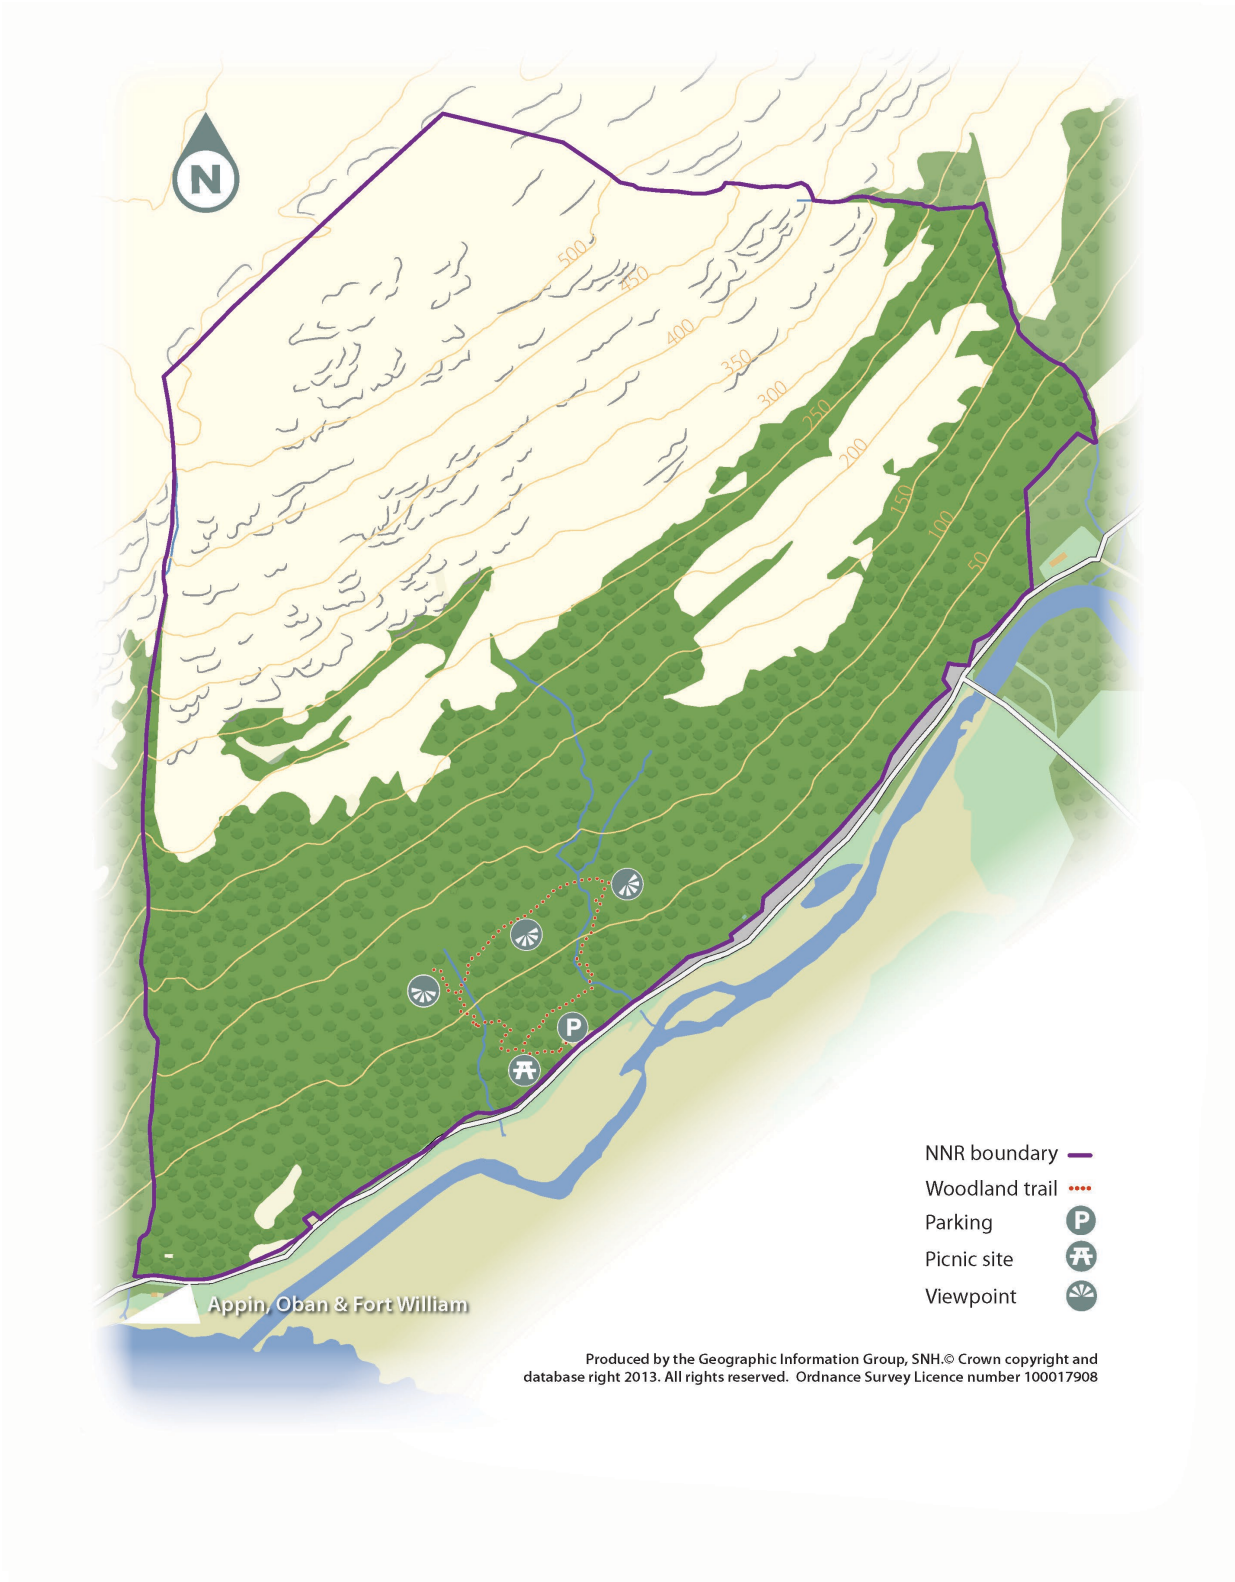 N
500
450
400
350
300
250
200
150
100
50
P
NNR boundary
Woodland trail
Parking P
Picnic site
Viewpoint
Appin, Oban & Fort William
Produced by the Geographic Information Group, SNH.© Crown copyright and
database right 2013. All rights reserved. Ordnance Survey Licence number 100017908